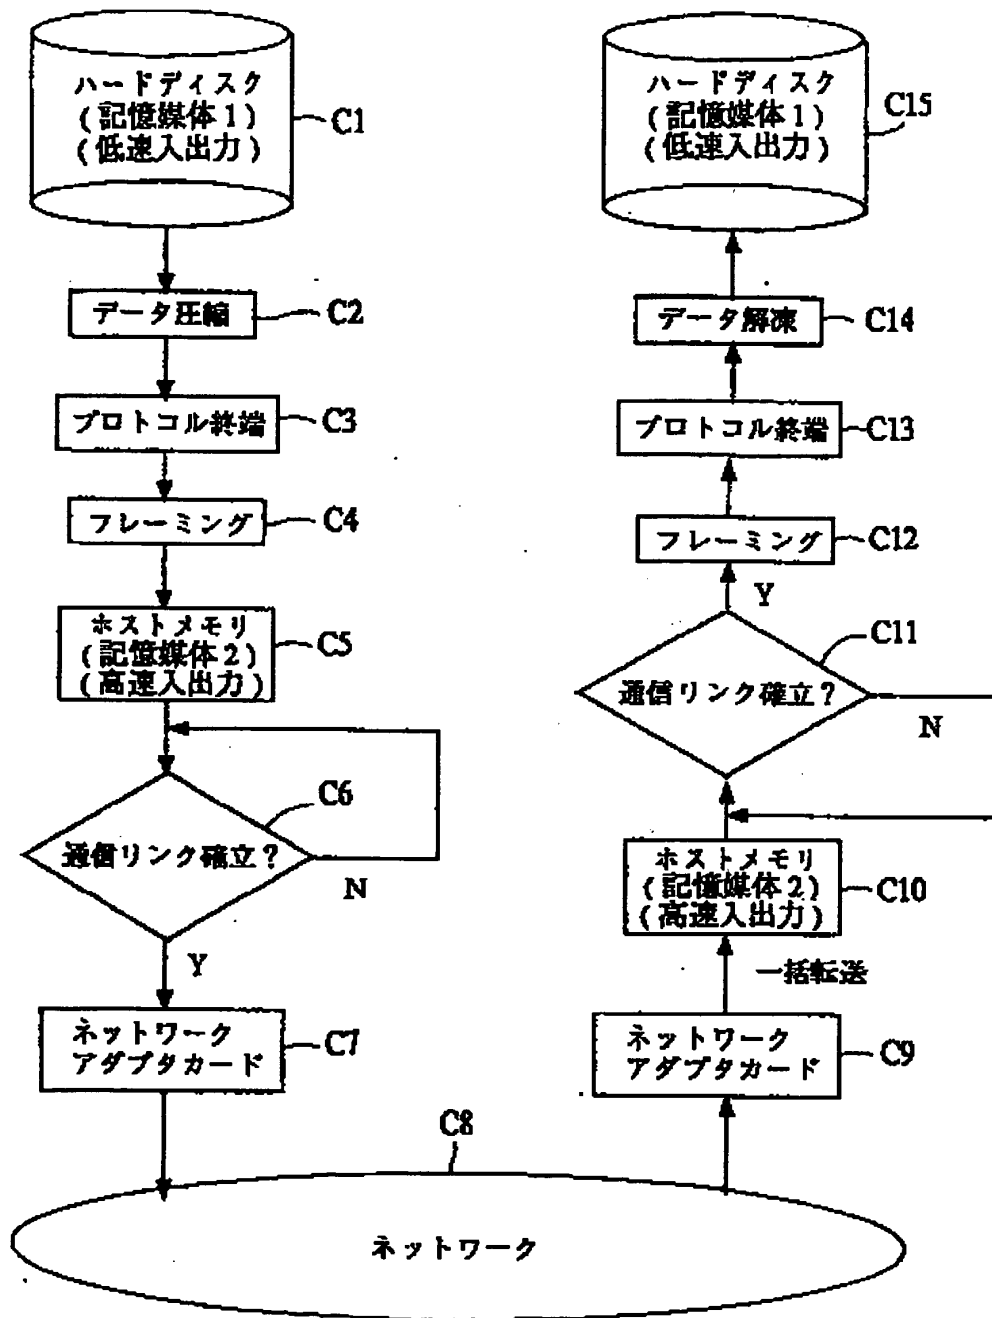 ハードディスク
(記憶媒体1)
(低速入出力)
C1
データ圧縮
C2
プロトコル終端
C3
フレーミング
C4
ホストメモリ
(記憶媒体2)
(高速入出力)
C5
通信リンク確立?
C6
N
Y
ネットワーク
アダプタカード
C7
C8
ネットワーク
ハードディスク
(記憶媒体1)
(低速入出力)
C15
データ解凍
C14
プロトコル終端
C13
フレーミング
C12
Y
通信リンク確立?
C11
N
ホストメモリ
(記憶媒体2)
(高速入出力)
C10
一括転送
ネットワーク
アダプタカード
C9